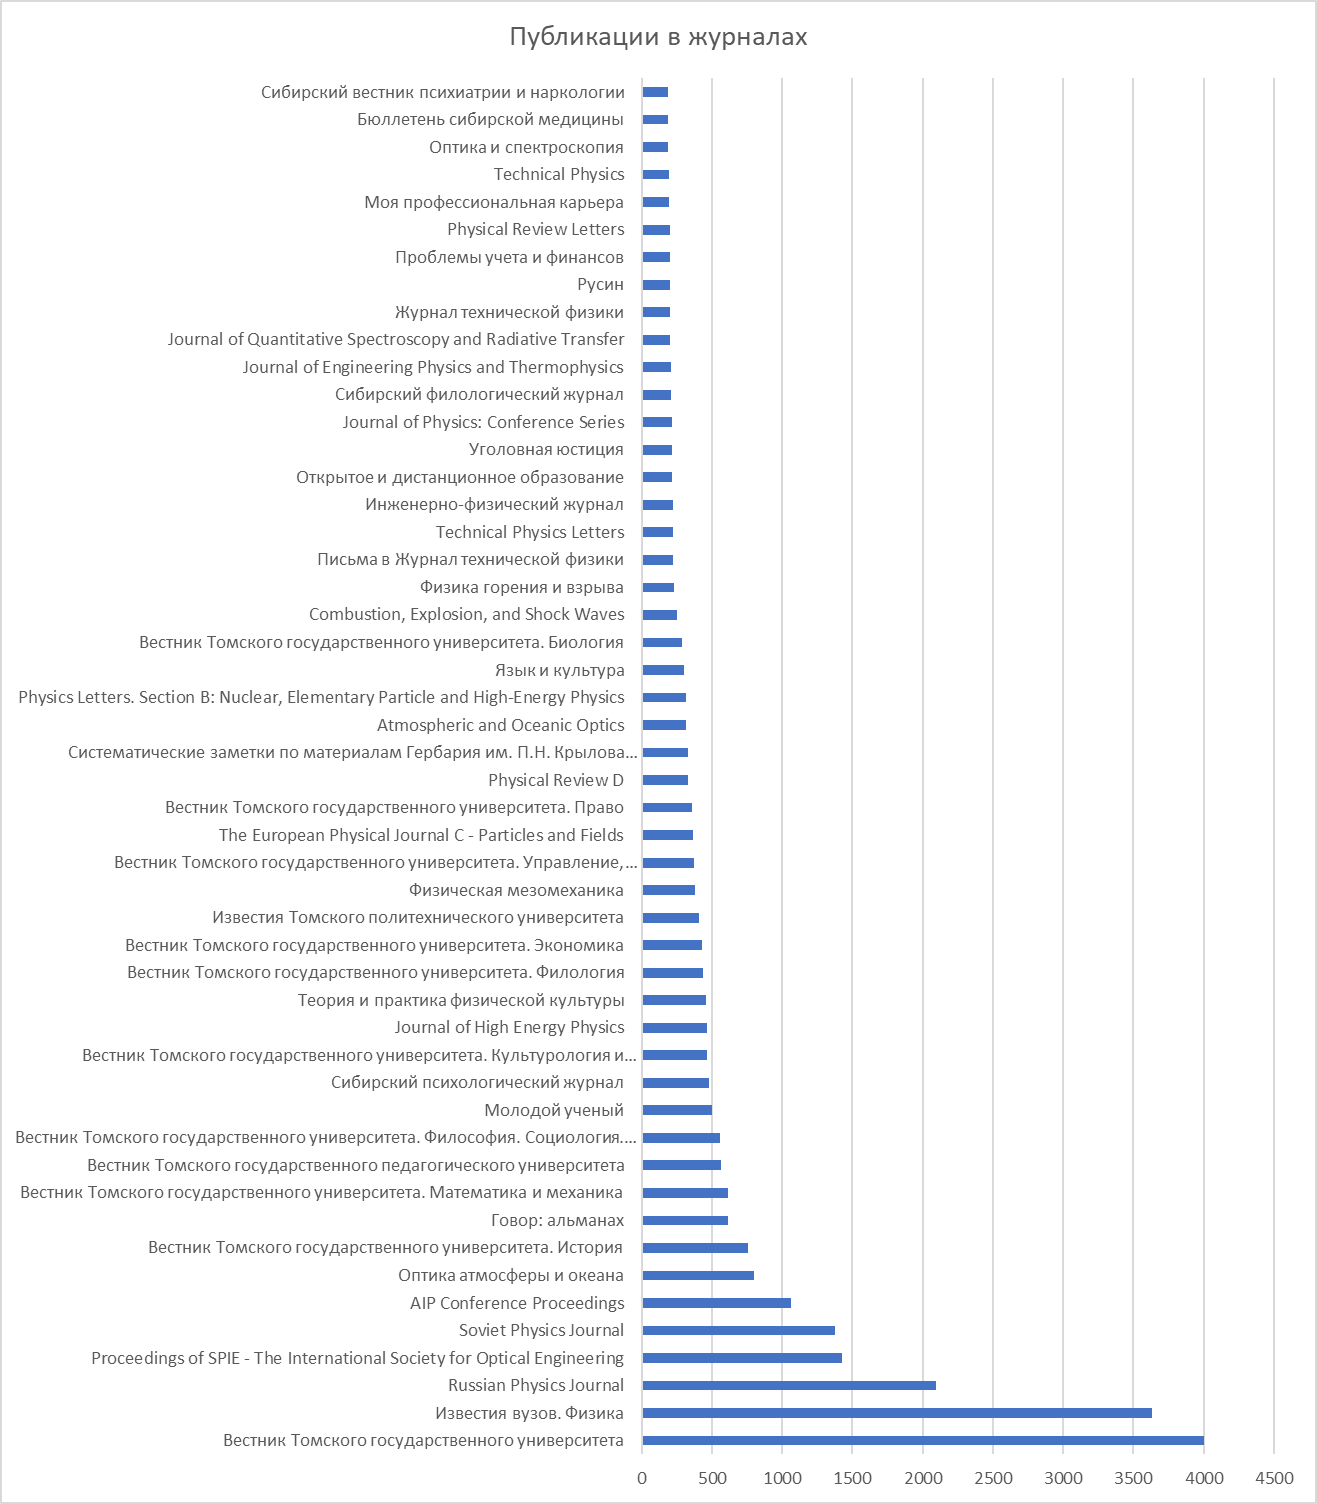 Публикации в журналах
Сибирский вестник психиатрии и наркологии
Бюллетень сибирской медицины
Оптика и спектроскопия
Technical Physics
Моя профессиональная карьера
Physical Review Letters
Проблемы учета и финансов
Русин
Журнал технической физики
Journal of Quantitative Spectroscopy and Radiative Transfer
Journal of Engineering Physics and Thermophysics
Сибирский филологический журнал
Journal of Physics: Conference Series
Уголовная юстиция
Открытое и дистанционное образование
Инженерно-физический журнал
Technical Physics Letters
Письма в Журнал технической физики
Физика горения и взрыва
Combustion, Explosion, and Shock Waves
Вестник Томского государственного университета. Биология
Язык и культура
Physics Letters. Section B: Nuclear, Elementary Particle and High-Energy Physics
Atmospheric and Oceanic Optics
Систематические заметки по материалам Гербария им. П.Н. Крылова…
Physical Review D
Вестник Томского государственного университета. Право
The European Physical Journal C - Particles and Fields
Вестник Томского государственного университета. Управление,…
Физическая мезомеханика
Известия Томского политехнического университета
Вестник Томского государственного университета. Экономика
Вестник Томского государственного университета. Филология
Теория и практика физической культуры
Journal of High Energy Physics
Вестник Томского государственного университета. Культурология и…
Сибирский психологический журнал
Молодой ученый
Вестник Томского государственного университета. Философия. Социология.…
Вестник Томского государственного педагогического университета
Вестник Томского государственного университета. Математика и механика
Говор: альманах
Вестник Томского государственного университета. История
Оптика атмосферы и океана
AIP Conference Proceedings
Soviet Physics Journal
Proceedings of SPIE - The International Society for Optical Engineering
Russian Physics Journal
Известия вузов. Физика
Вестник Томского государственного университета
0 500 1000 1500 2000 2500 3000 3500 4000 4500